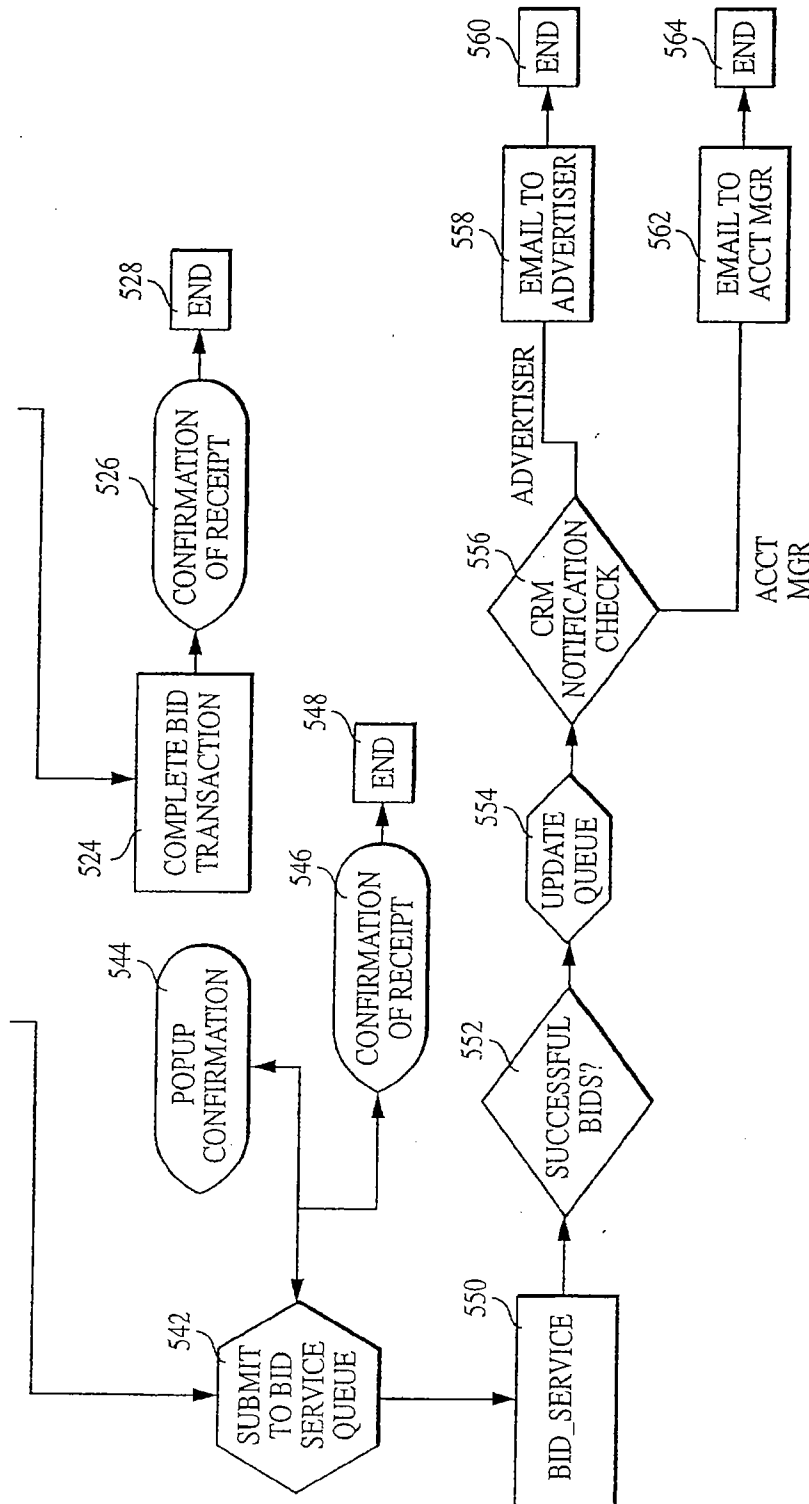 524
COMPLETE BID
TRANSACTION
526
CONFIRMATION
OF RECEIPT
528
END
544
POPUP
CONFIRMATION
542
SUBMIT
TO BID
SERVICE
QUEUE
546
CONFIRMATION
OF RECEIPT
548
END
550
BID_SERVICE
552
SUCCESSFUL
BIDS?
554
UPDATE
QUEUE
556
CRM
NOTIFICATION
CHECK
ADVERTISER
558
EMAIL TO
ADVERTISER
560
END
ACCT
MGR
562
EMAIL TO
ACCT MGR
564
END